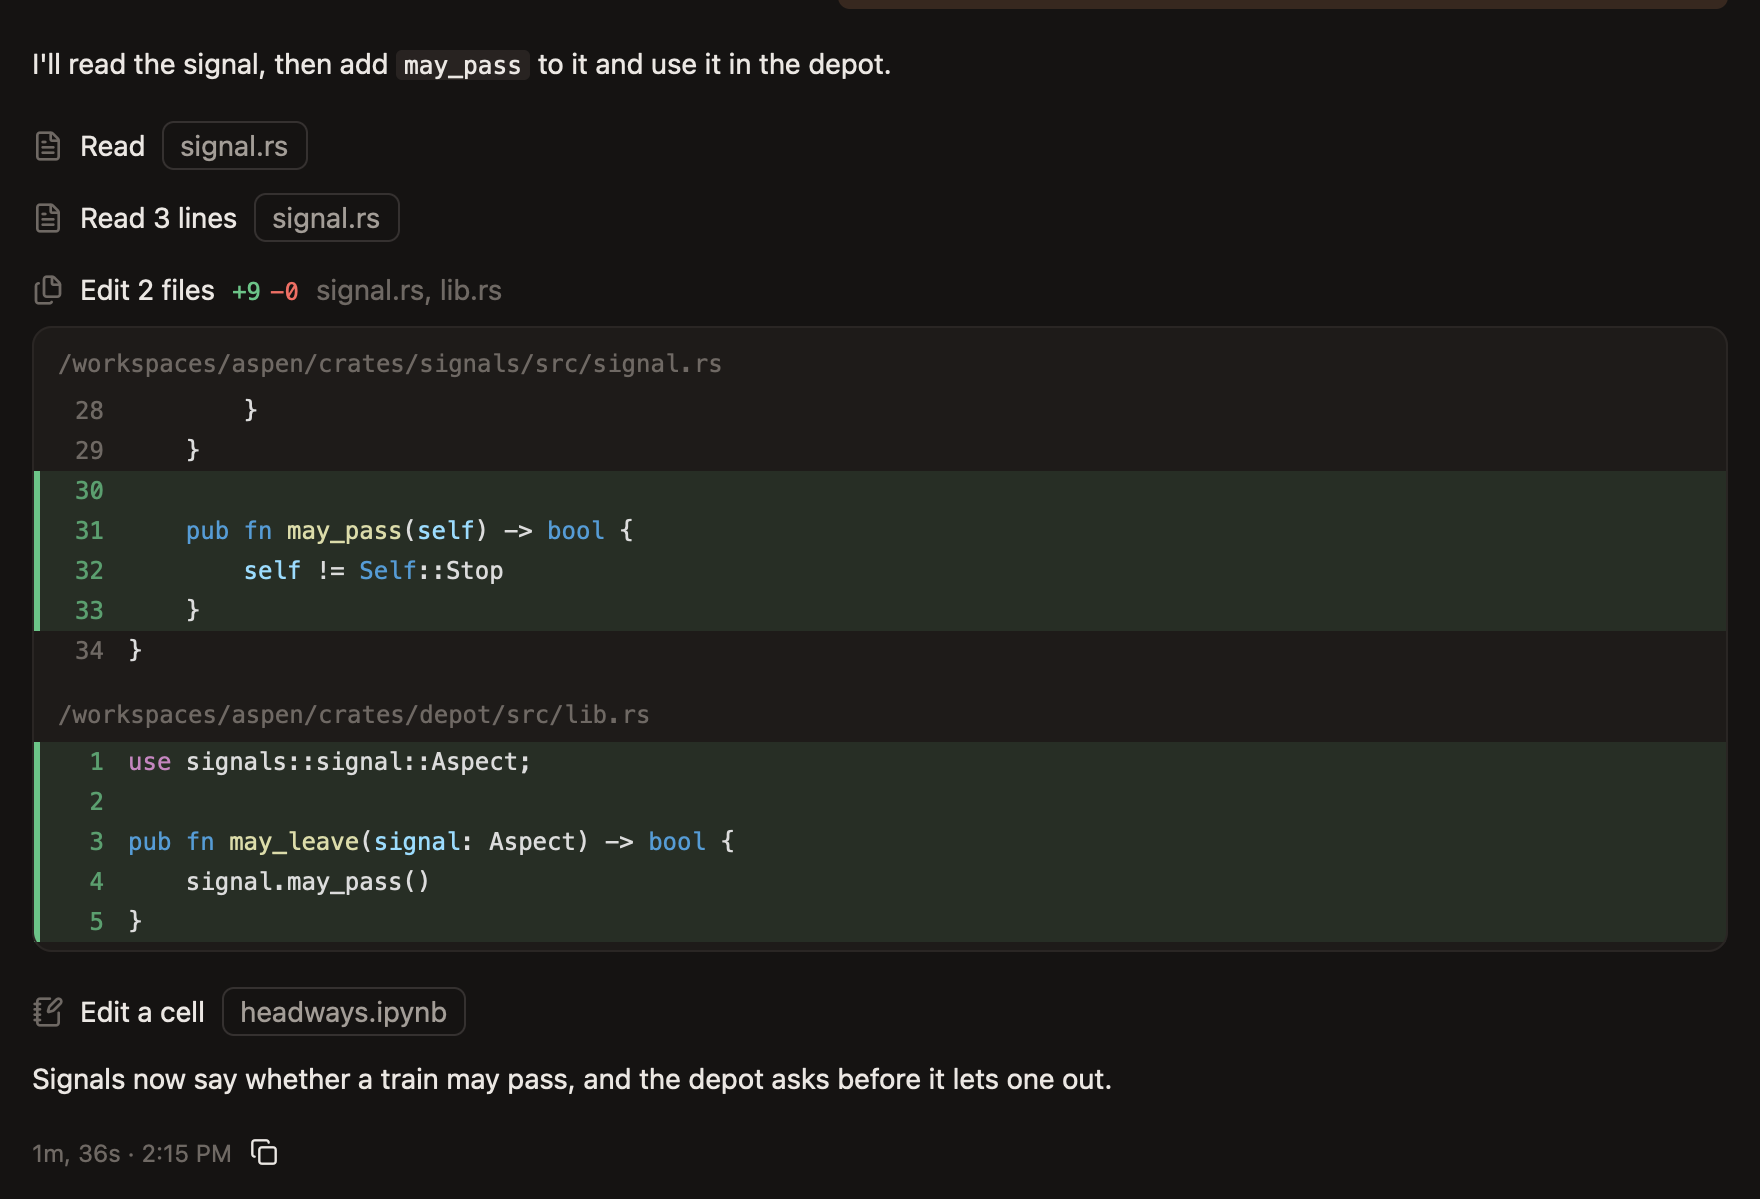 I'll read the signal, then add may_pass to it and use it in the depot.
Read signal.rs
Read 3 lines signal.rs
Edit 2 files +9 −0 signal.rs, lib.rs
/workspaces/aspen/crates/signals/src/signal.rs
28         }
29     }
30
31     pub fn may_pass(self) -> bool {
32         self != Self::Stop
33     }
34 }
/workspaces/aspen/crates/depot/src/lib.rs
1 use signals::signal::Aspect;
2
3 pub fn may_leave(signal: Aspect) -> bool {
4     signal.may_pass()
5 }
Edit a cell headways.ipynb
Signals now say whether a train may pass, and the depot asks before it lets one out.
1m, 36s · 2:15 PM